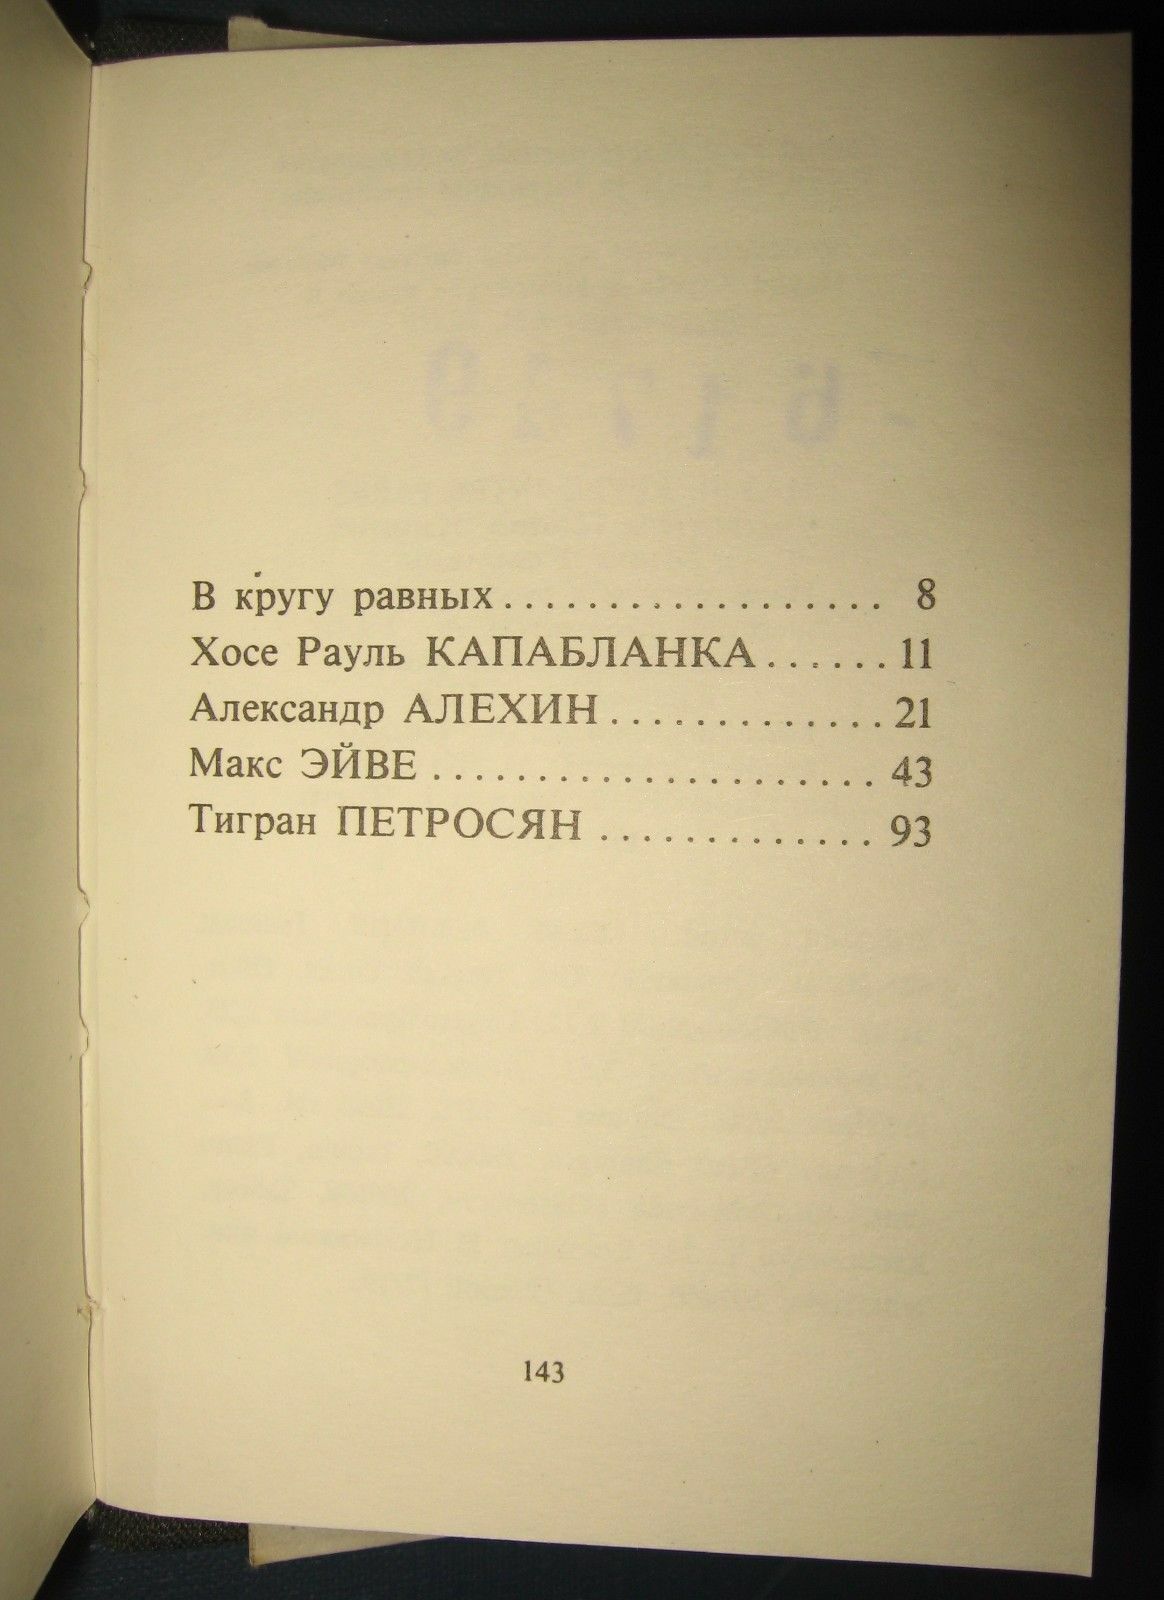 В кругу равных .................. 8
Хосе Рауль КАПАБЛАНКА ...... 11
Александр АЛЕХИН ............. 21
Макс ЭЙВЕ ..................... 43
Тигран ПЕТРОСЯН ............. 93
143